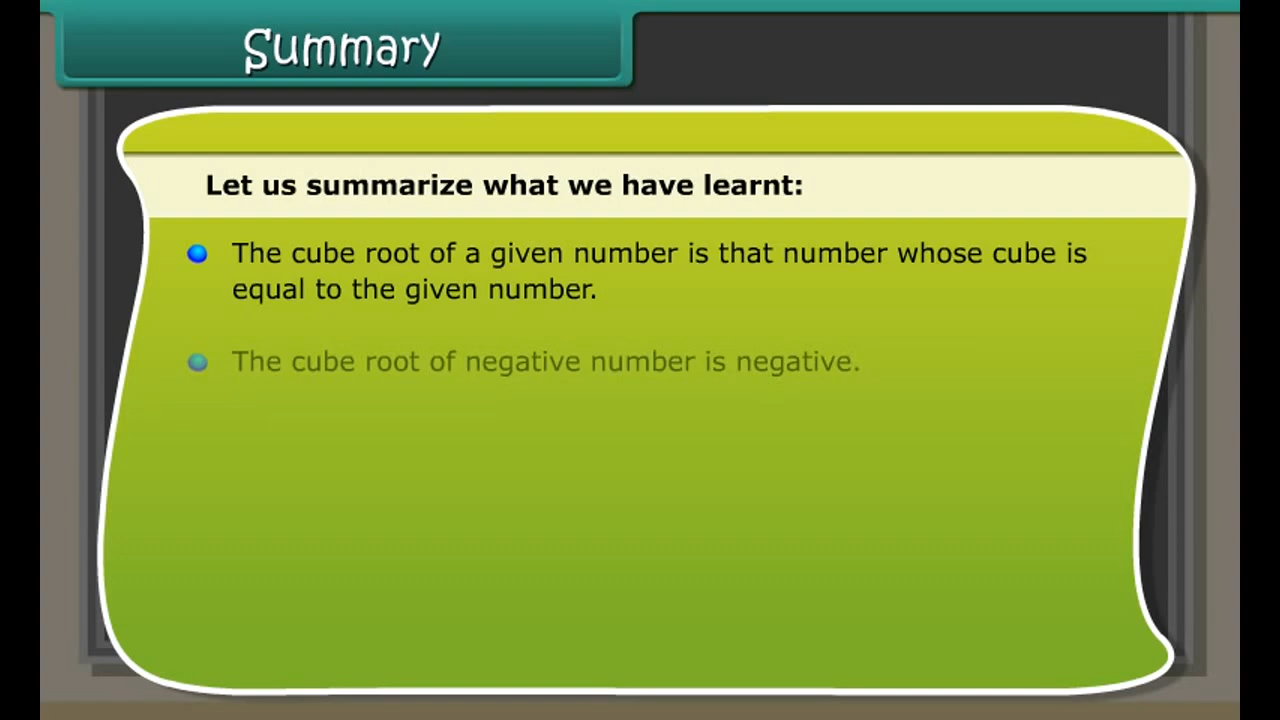 Summary
Let us summarize what we have learnt:
The cube root of a given number is that number whose cube is
equal to the given number.
The cube root of negative number is negative.